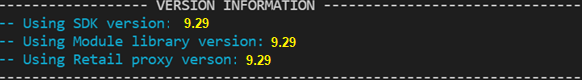 ------------------- VERSION INFORMATION -------------------
-- Using SDK version: 9.29
-- Using Module library version: 9.29
-- Using Retail proxy verson: 9.29
-----------------------------------------------------------